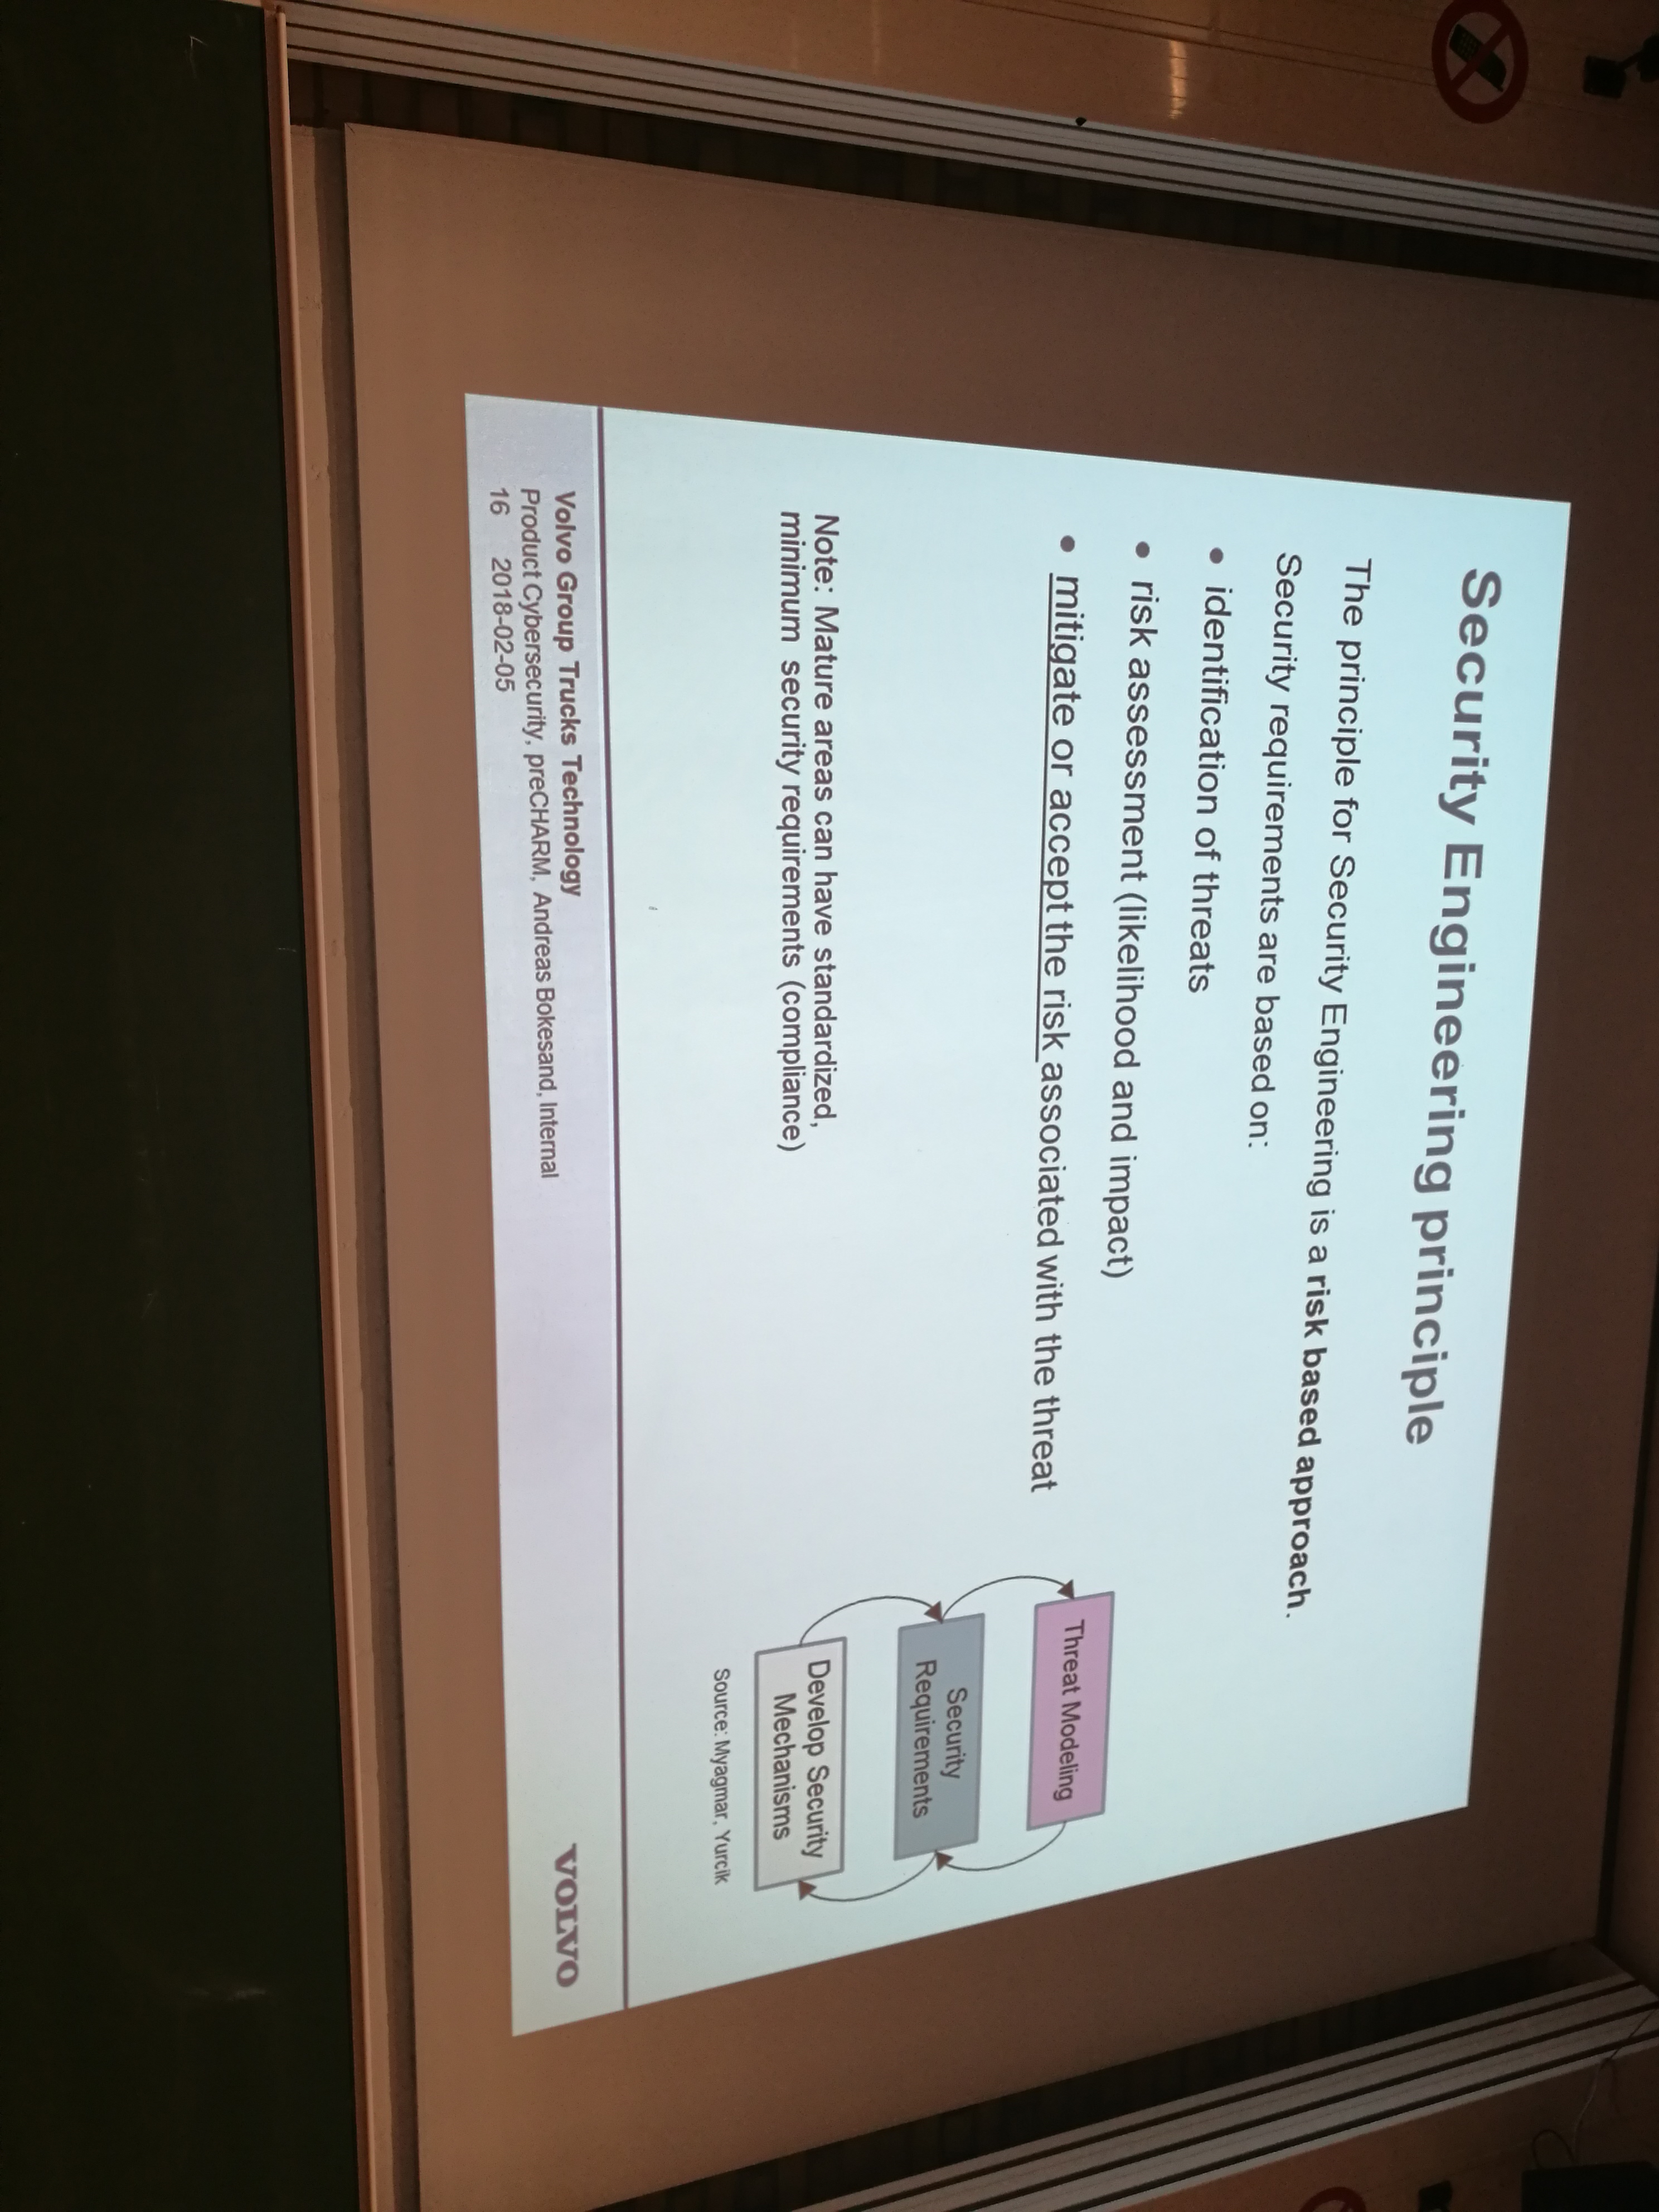 Security Engineering principle
The principle for Security Engineering is a risk based approach.
Security requirements are based on:
• identification of threats
• risk assessment (likelihood and impact)
• mitigate or accept the risk associated with the threat
Threat Modeling
Security
Requirements
Develop Security
Mechanisms
Source: Myagmar, Yurcik
Note: Mature areas can have standardized,
minimum security requirements (compliance)
Volvo Group Trucks Technology
Product Cybersecurity, preCHARM, Andreas Bokesand, Internal
16 2018-02-05
VOLVO